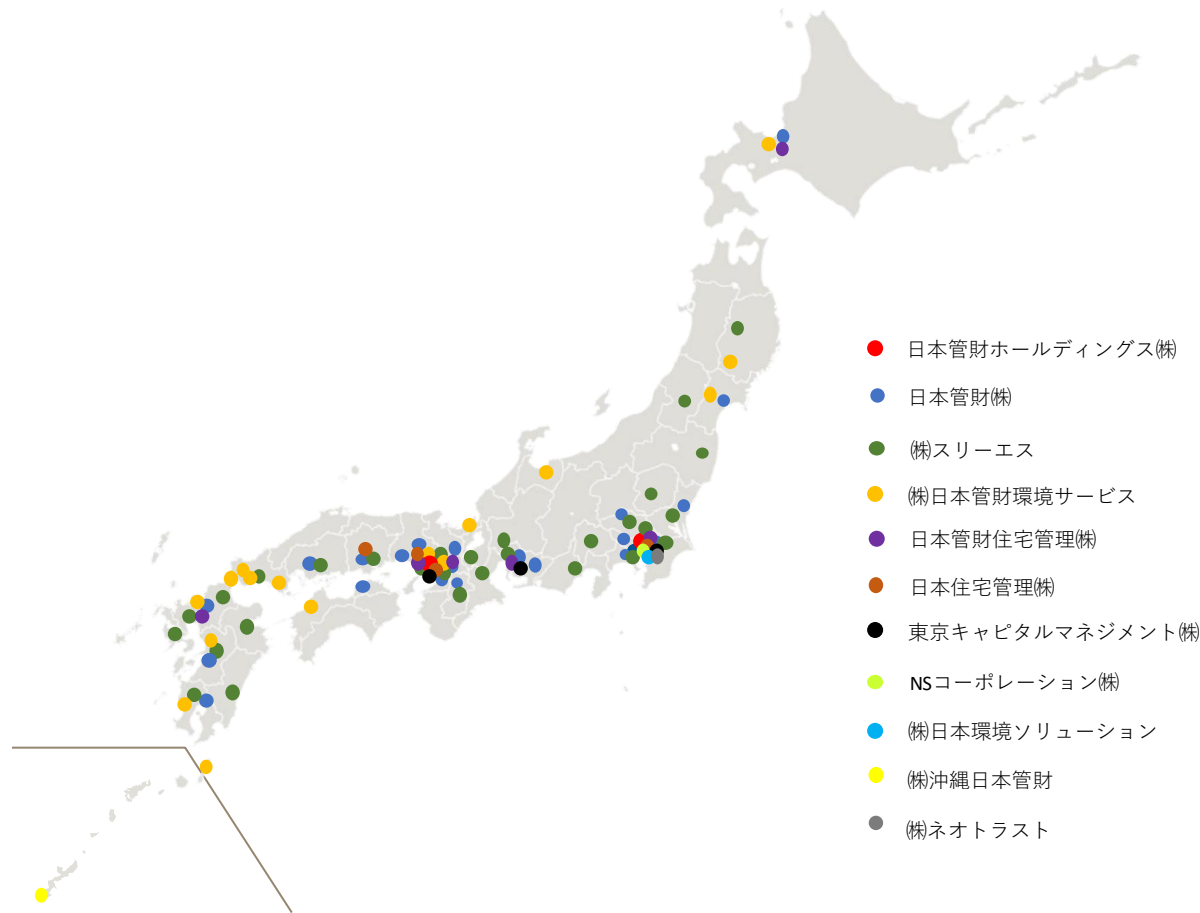 日本管財ホールディングス㈱
日本管財㈱
㈱スリーエス
㈱日本管財環境サービス
日本管財住宅管理㈱
日本住宅管理㈱
東京キャピタルマネジメント㈱
NSコーポレーション㈱
㈱日本環境ソリューション
㈱沖縄日本管財
㈱ネオトラスト